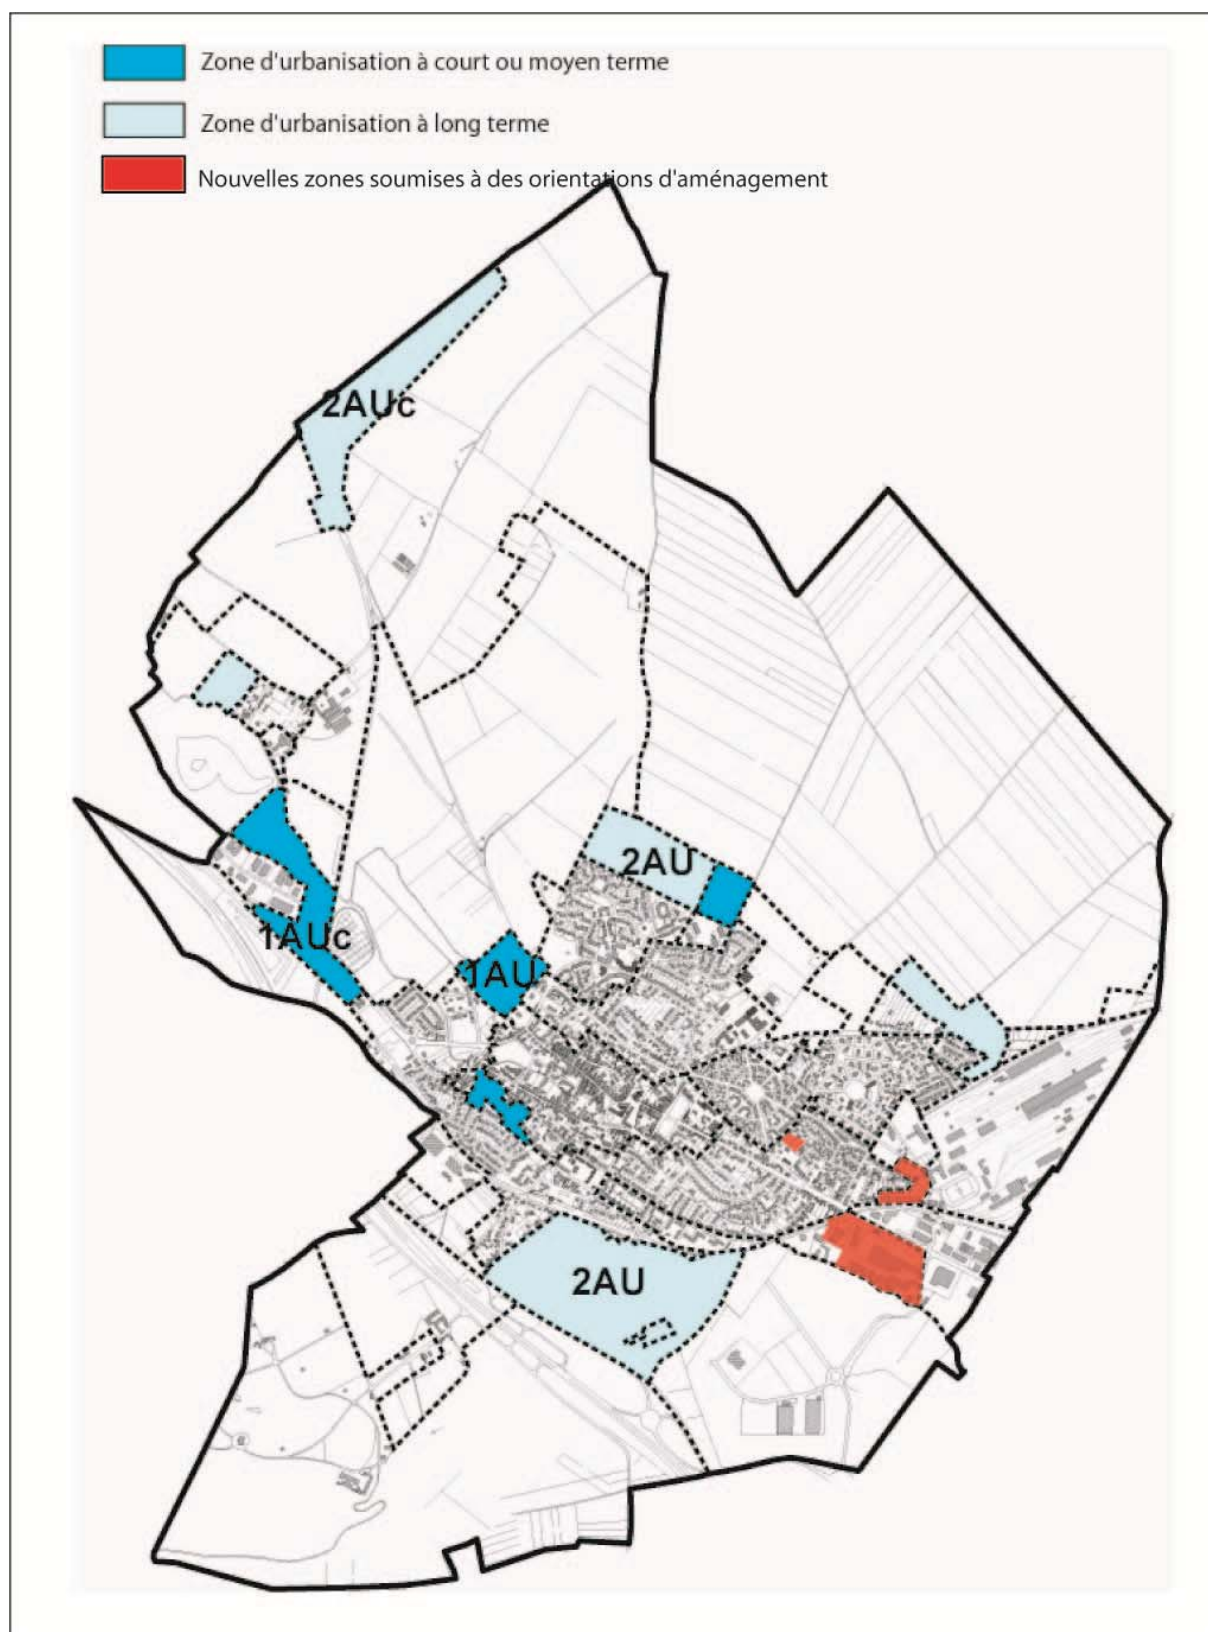 Zone d'urbanisation à court ou moyen terme
Zone d'urbanisation à long terme
Nouvelles zones soumises à des orientations d'aménagement
2AUc
2AU
1AUc
1AU
2AU